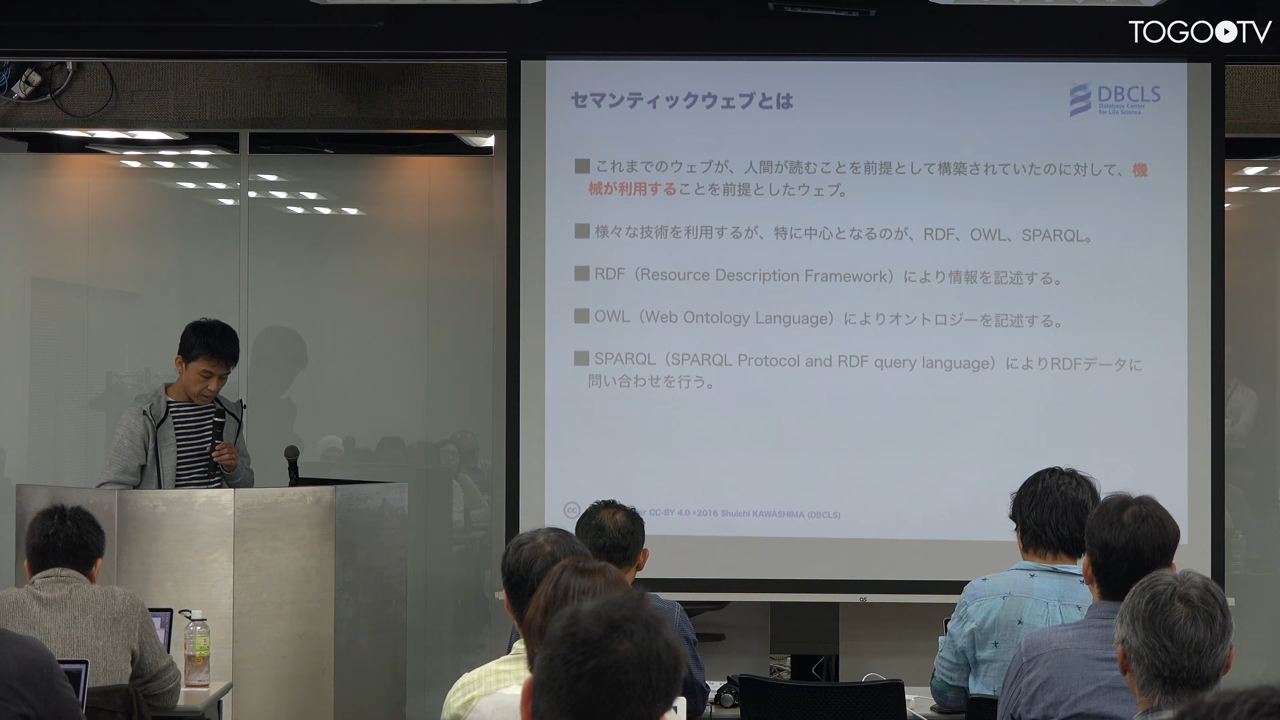 TOGO TV
セマンティックウェブとは
DBCLS
Database Center
for Life Science
これまでのウェブが、人間が読むことを前提として構築されていたのに対して、機
械が利用することを前提としたウェブ。
様々な技術を利用するが、特に中心となるのが、RDF、OWL、SPARQL。
RDF（Resource Description Framework）により情報を記述する。
OWL（Web Ontology Language）によりオントロジーを記述する。
SPARQL（SPARQL Protocol and RDF query language）によりRDFデータに
問い合わせを行う。
cc
CC-BY 4.0 ©2016 Shuichi KAWASHIMA (DBCLS)